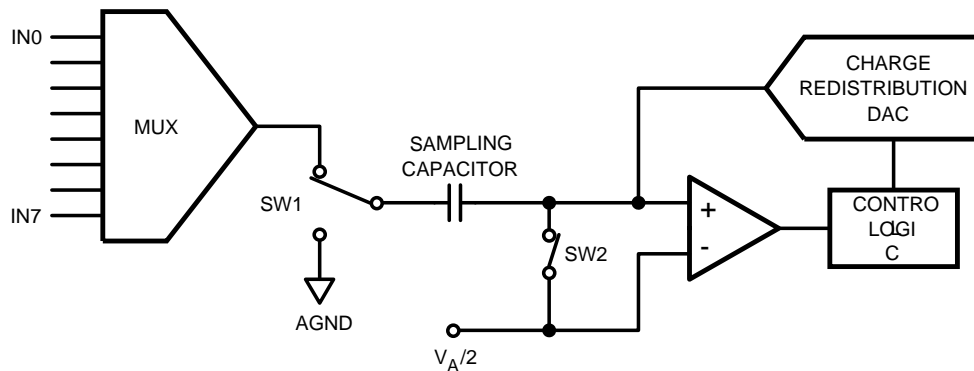 IN0
MUX
IN7
SW1
AGND
SAMPLING
CAPACITOR
SW2
V_A/2
+
-
CHARGE
REDISTRIBUTION
DAC
CONTRO
L
LOGI
C